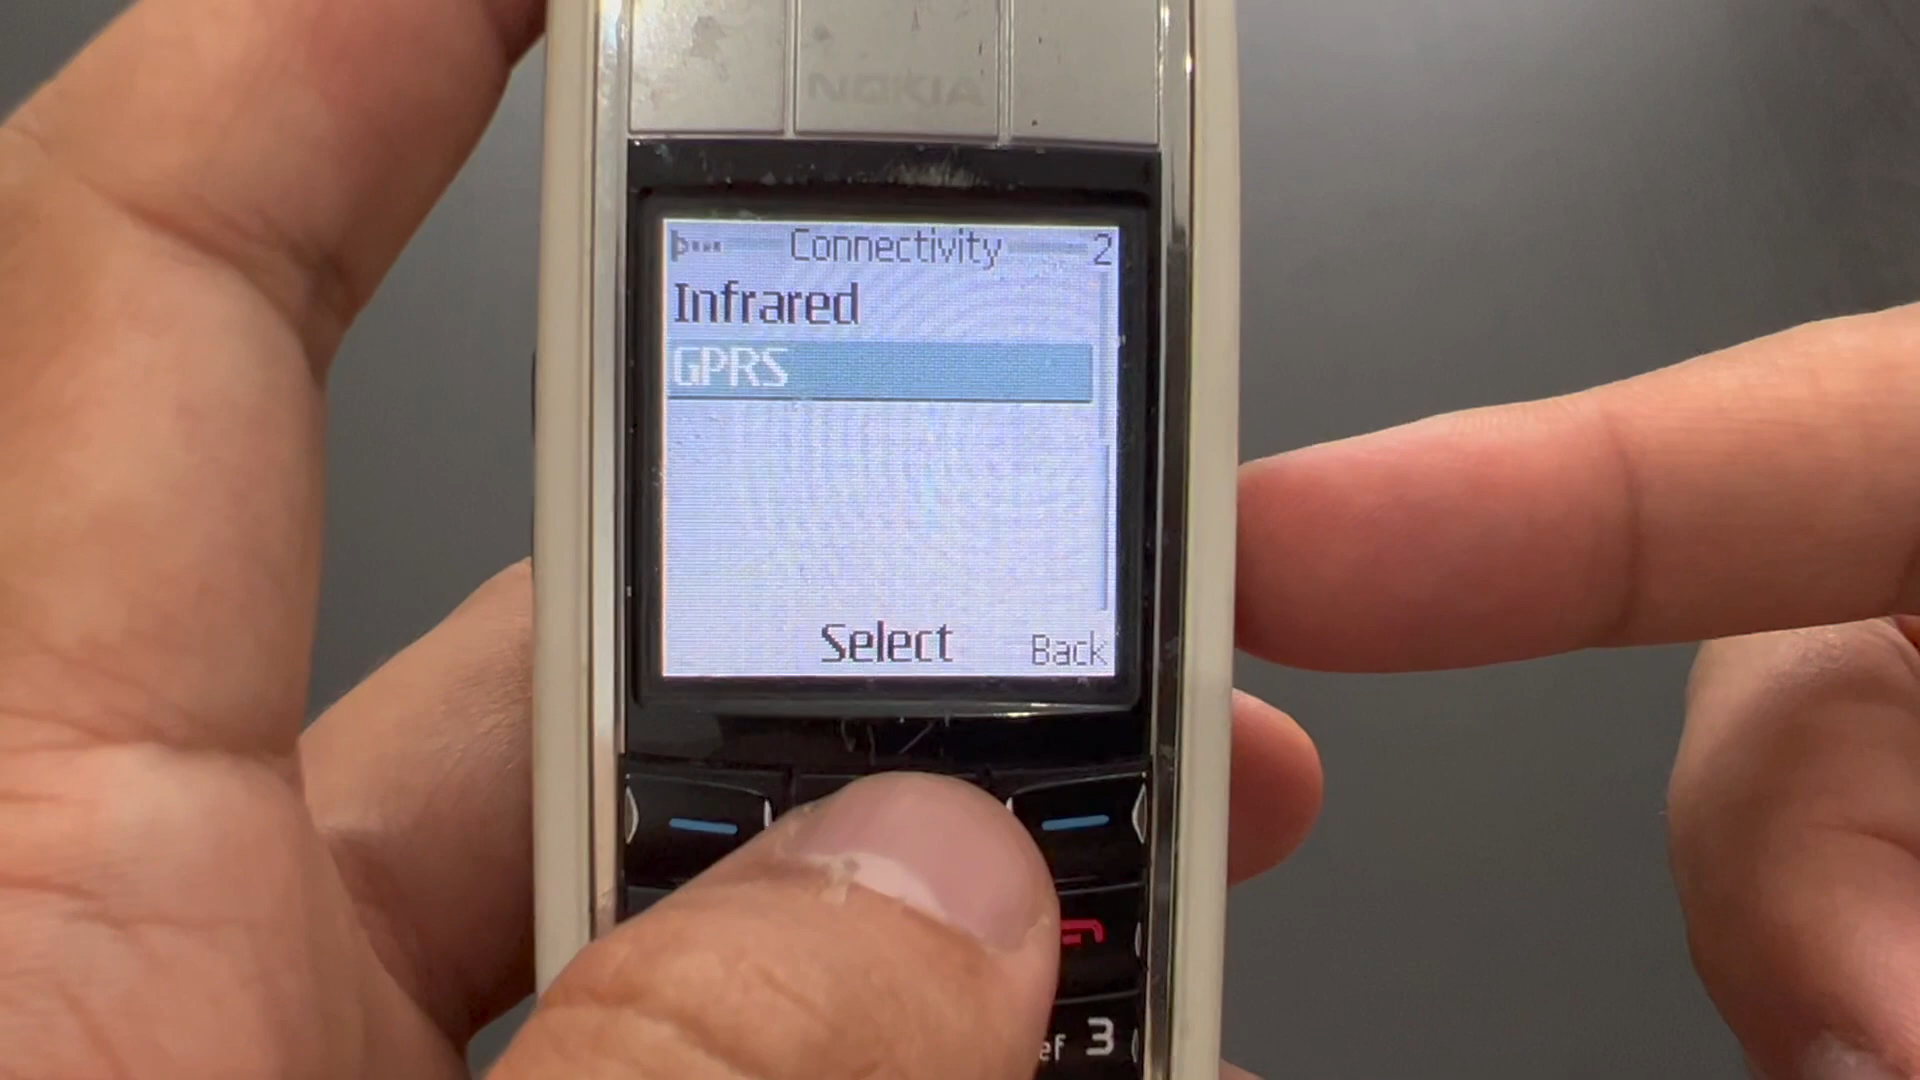 NOKIA
Connectivity 2
Infrared
GPRS
Select Back
ef 3